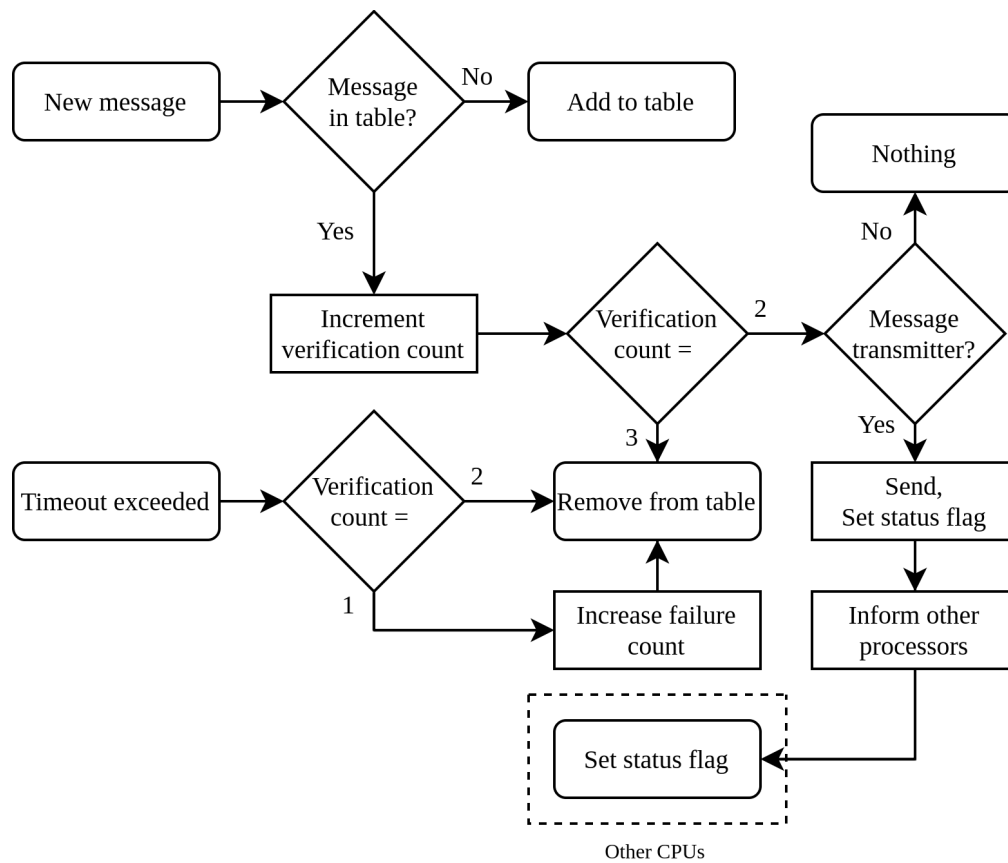 New message
Message
in table?
No
Add to table
Nothing
Yes
No
Increment
verification count
Verification
count =
2
Message
transmitter?
3
Yes
Timeout exceeded
Verification
count =
2
Remove from table
Send,
Set status flag
1
Increase failure
count
Inform other
processors
Set status flag
Other CPUs